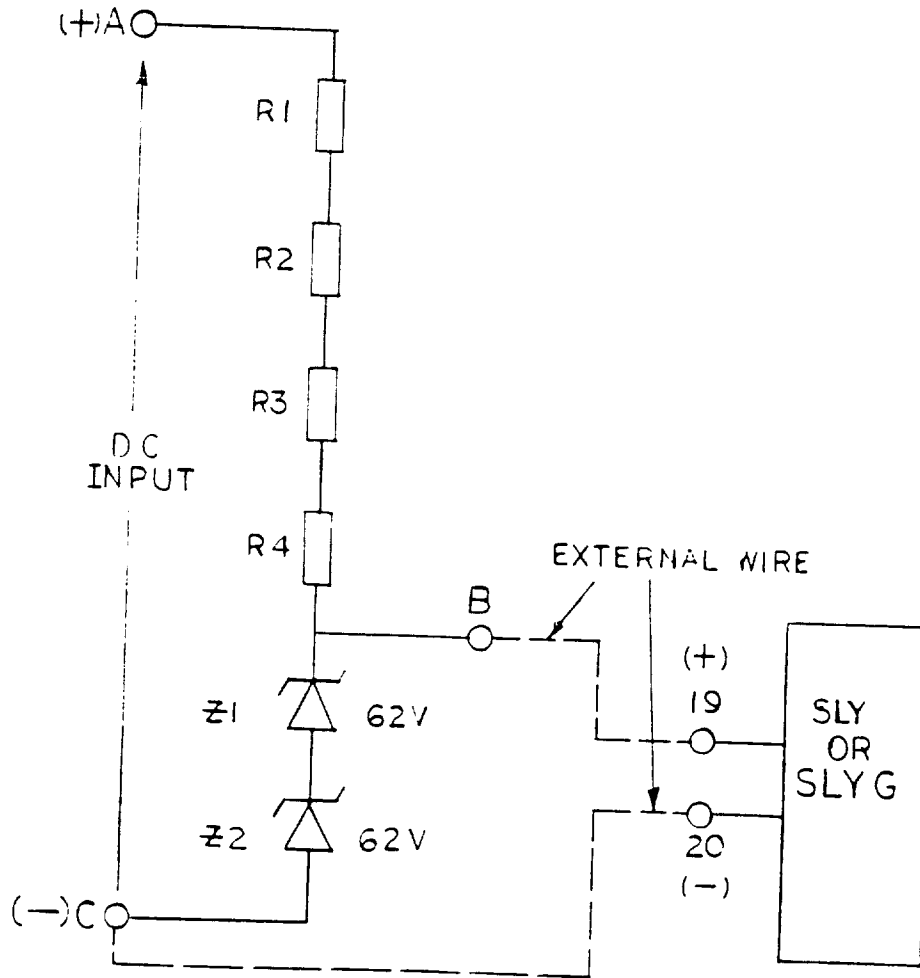 (+)A
R1
R2
R3
DC
INPUT
R4
EXTERNAL WIRE
B
(+)
19
SLY
OR
SLYG
Z1 62V
Z2 62V
20
(-)
(-)C